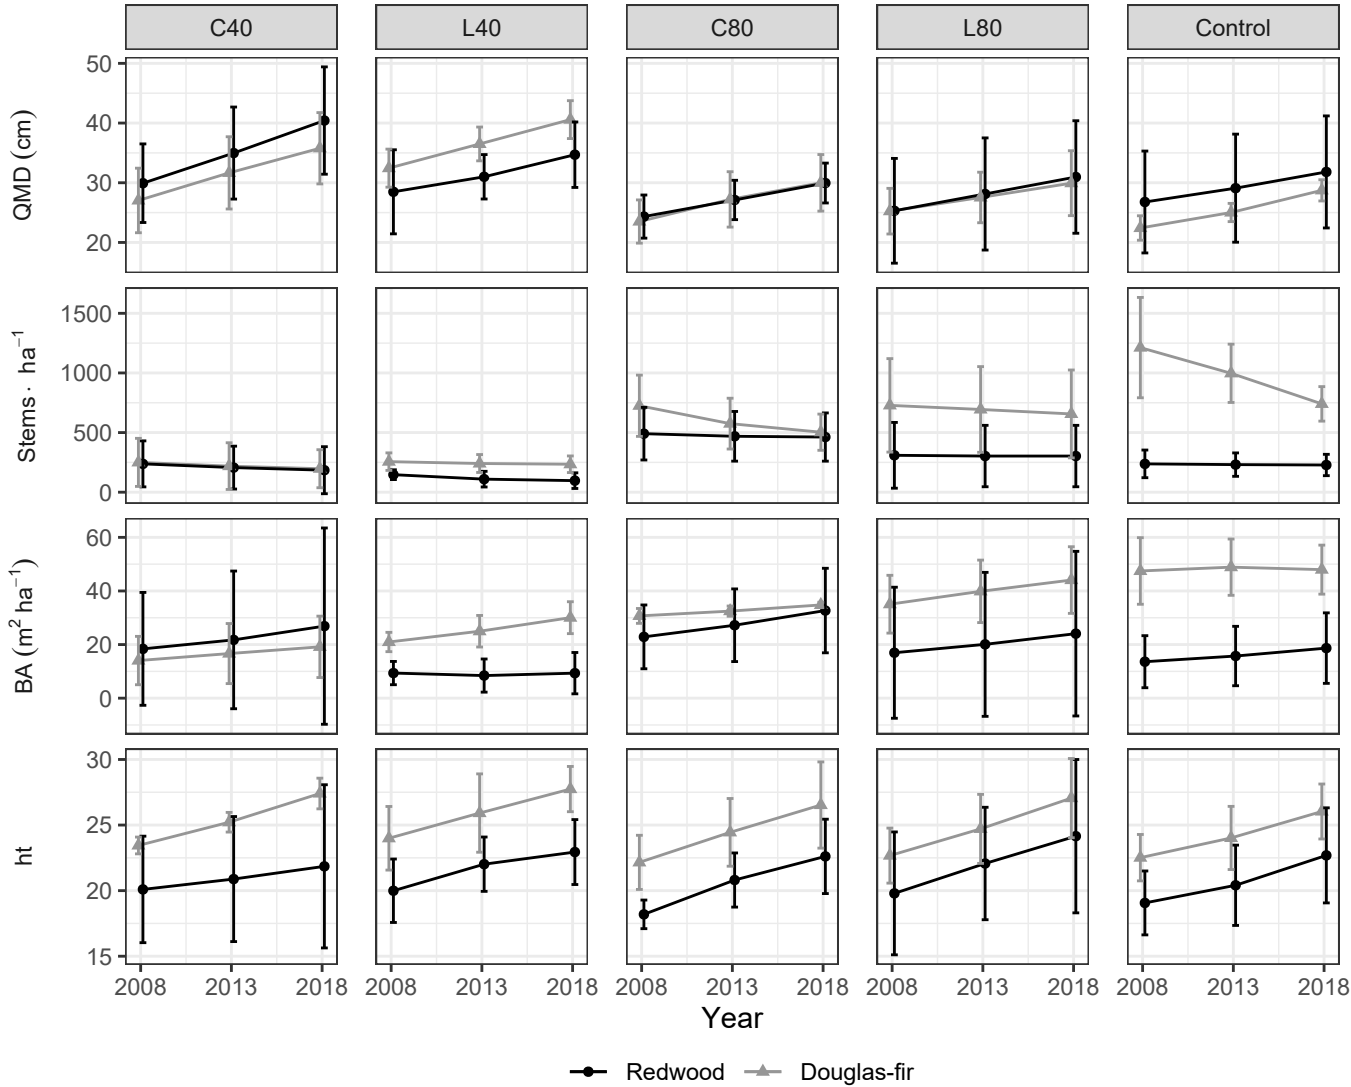 C40 L40 C80 L80 Control
QMD (cm)
50
40
30
20
Stems · ha⁻¹
1500
1000
500
0
BA (m² ha⁻¹)
60
40
20
0
ht
30
25
20
15
2008 2013 2018 2008 2013 2018 2008 2013 2018 2008 2013 2018 2008 2013 2018
Year
Redwood Douglas-fir